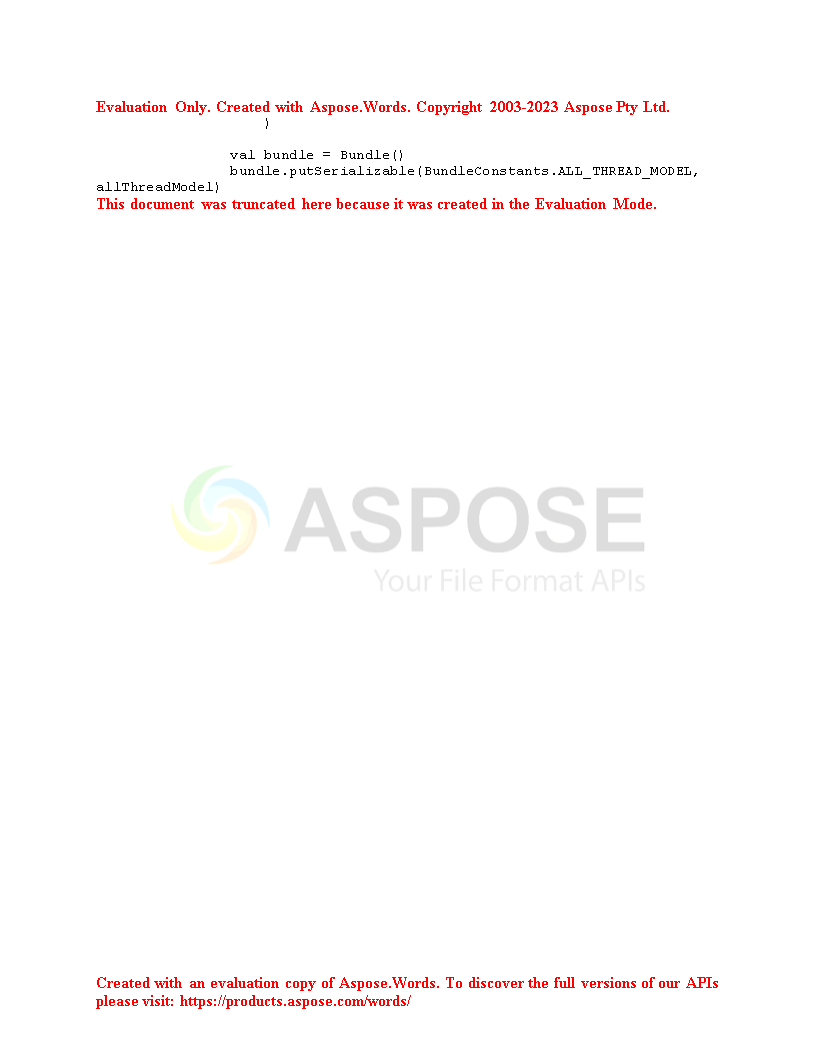 Evaluation Only. Created with Aspose.Words. Copyright 2003-2023 Aspose Pty Ltd.
)
val bundle = Bundle()
bundle.putSerializable(BundleConstants.ALL_THREAD_MODEL,
allThreadModel)
This document was truncated here because it was created in the Evaluation Mode.
ASPOSE
Your File Format APIs
Created with an evaluation copy of Aspose.Words. To discover the full versions of our APIs
please visit: https://products.aspose.com/words/